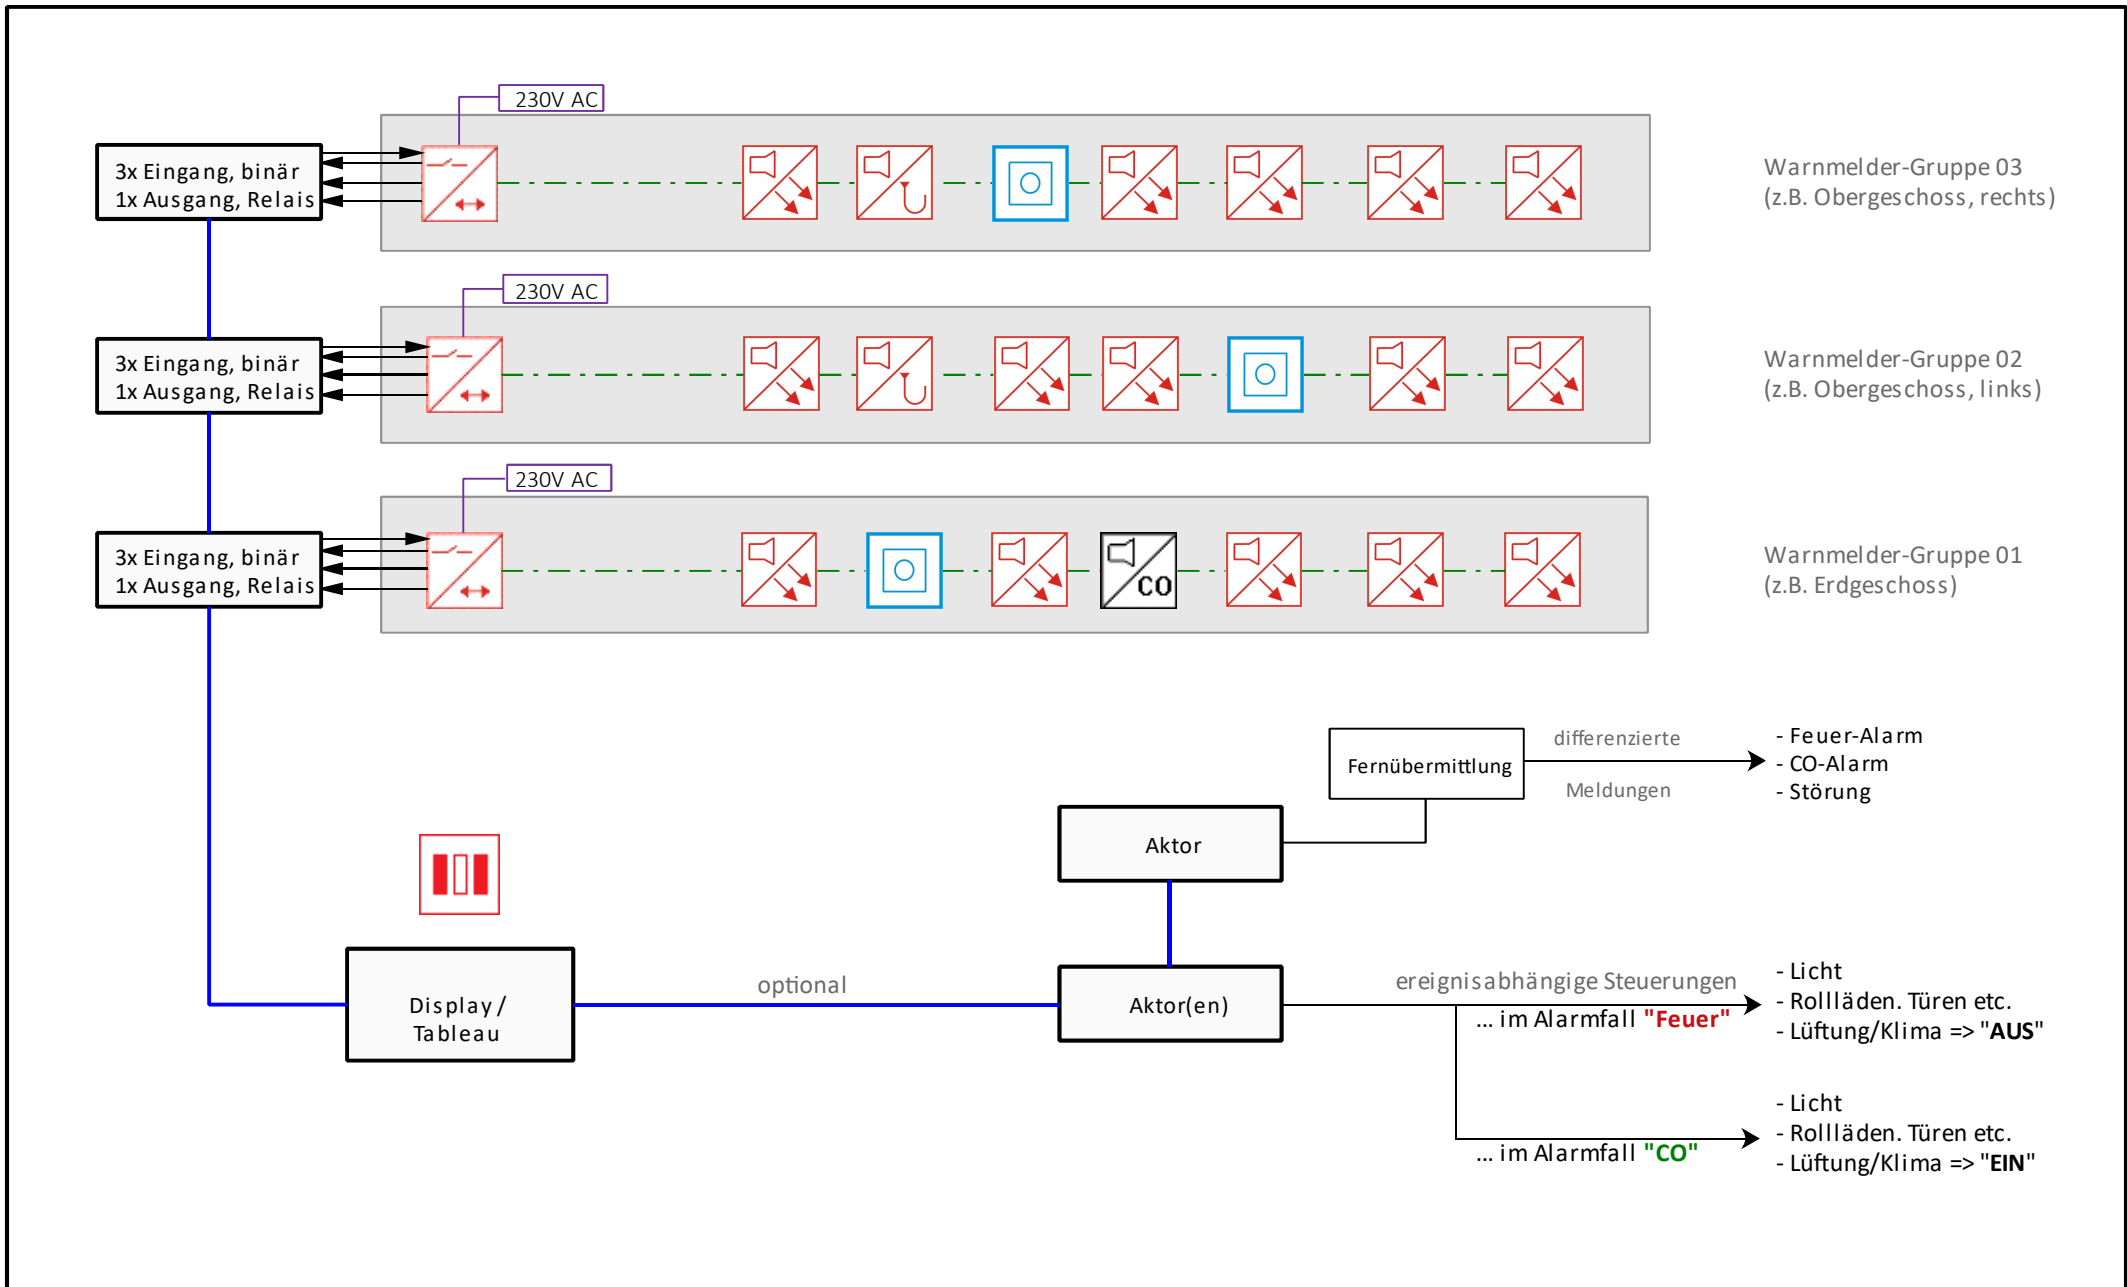 230V AC
3x Eingang, binär
1x Ausgang, Relais
Warnmelder-Gruppe 03
(z.B. Obergeschoss, rechts)
230V AC
3x Eingang, binär
1x Ausgang, Relais
Warnmelder-Gruppe 02
(z.B. Obergeschoss, links)
230V AC
3x Eingang, binär
1x Ausgang, Relais
CO
Warnmelder-Gruppe 01
(z.B. Erdgeschoss)
Fernübermittlung
differenzierte
Meldungen
- Feuer-Alarm
- CO-Alarm
- Störung
Aktor
Display /
Tableau
optional
Aktor(en)
ereignisabhängige Steuerungen
... im Alarmfall "Feuer"
- Licht
- Rollläden. Türen etc.
- Lüftung/Klima => "AUS"
... im Alarmfall "CO"
- Licht
- Rollläden. Türen etc.
- Lüftung/Klima => "EIN"